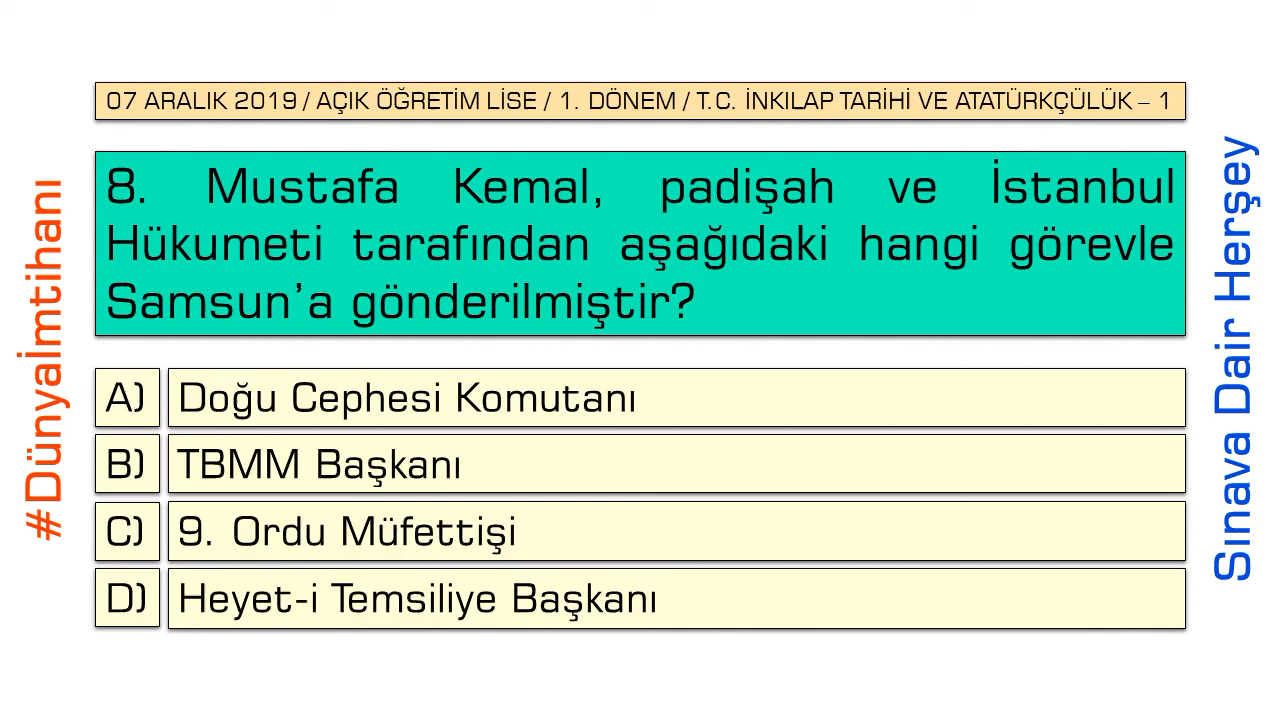 07 ARALIK 2019 / AÇIK ÖĞRETİM LİSE / 1. DÖNEM / T.C. İNKILAP TARİHİ VE ATATÜRKÇÜLÜK – 1
8. Mustafa Kemal, padişah ve İstanbul
Hükumeti tarafından aşağıdaki hangi görevle
Samsun'a gönderilmiştir?
A) Doğu Cephesi Komutanı
B) TBMM Başkanı
C) 9. Ordu Müfettişi
D) Heyet-i Temsiliye Başkanı
#Dünyaİmtihanı
Sınava Dair Herşey